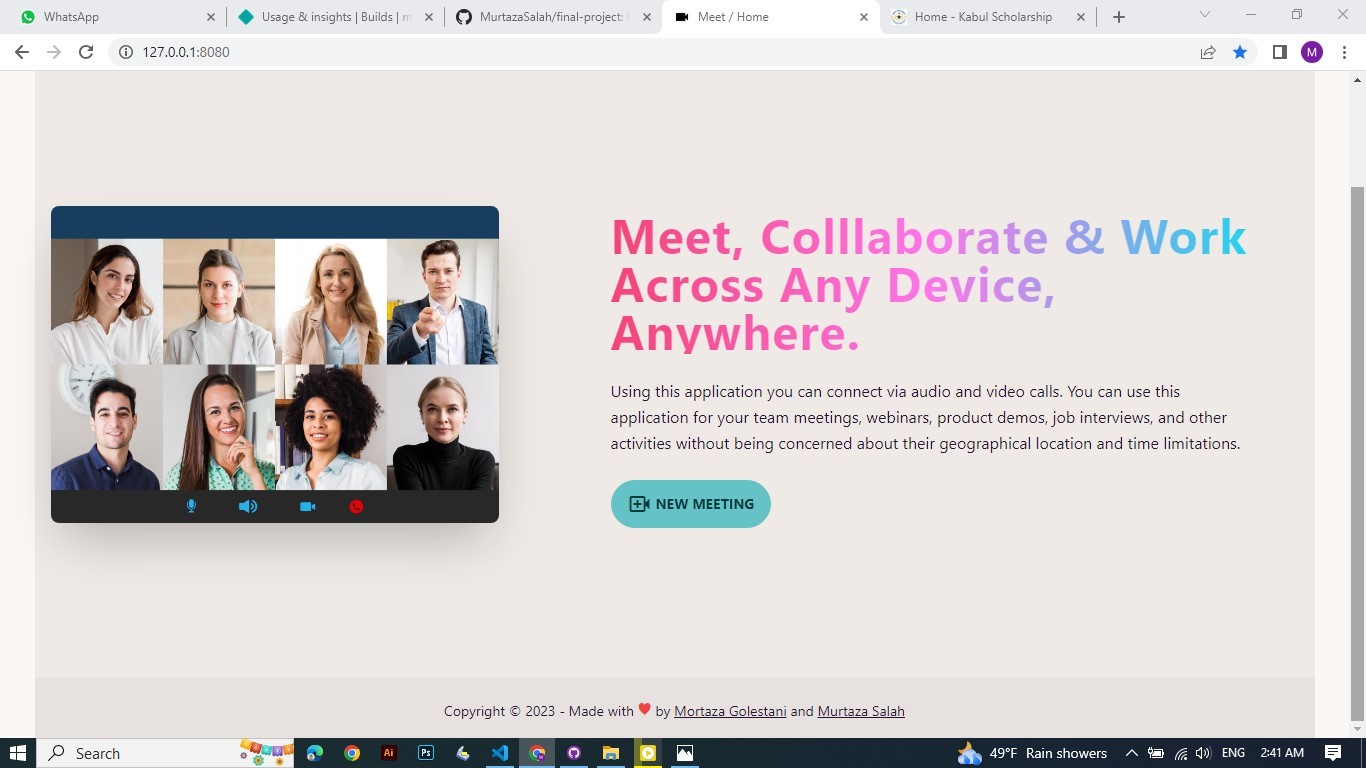 WhatsApp
Usage & insights | Builds | m
MurtazaSalah/final-project: M
Meet / Home
Home - Kabul Scholarship
127.0.0.1:8080
M
Meet, Colllaborate & Work
Across Any Device,
Anywhere.
Using this application you can connect via audio and video calls. You can use this
application for your team meetings, webinars, product demos, job interviews, and other
activities without being concerned about their geographical location and time limitations.
NEW MEETING
Copyright © 2023 - Made with ❤ by Mortaza Golestani and Murtaza Salah
Search
Ai
Ps
49°F Rain showers
ENG
2:41 AM